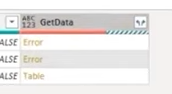 ABC 123 GetData
ALSE Error
ALSE Error
ALSE Table